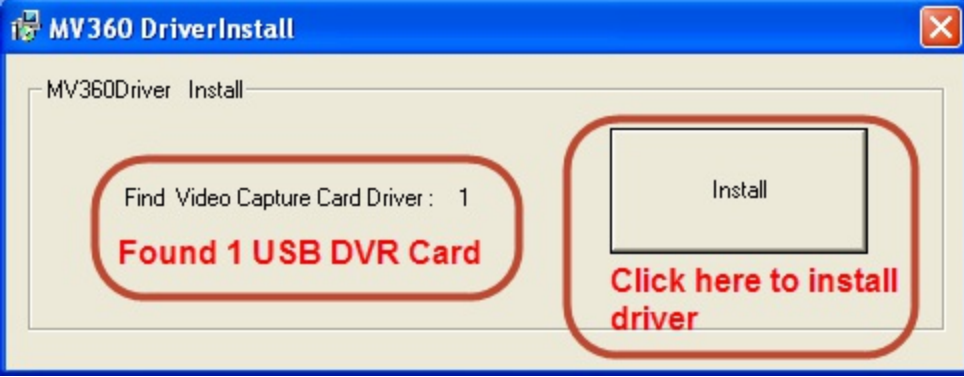 MV360 DriverInstall
MV360Driver Install
Find Video Capture Card Driver : 1
Found 1 USB DVR Card
Install
Click here to install
driver